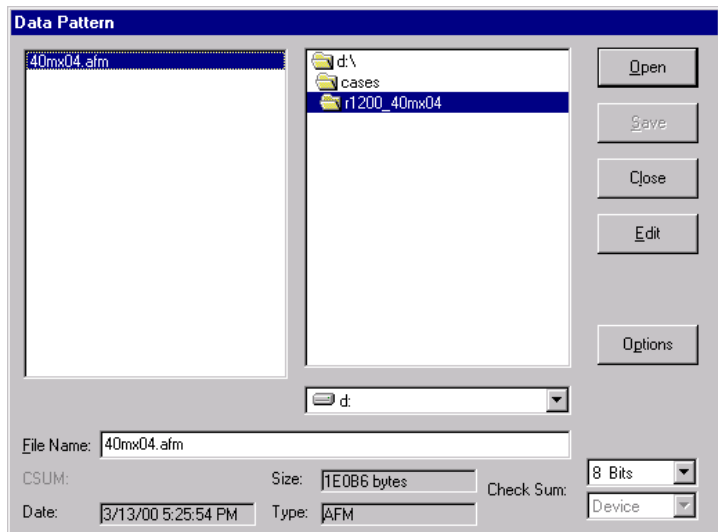 Data Pattern
40mx04.afm
d:\
cases
r1200_40mx04
Open
Save
Close
Edit
Options
d:
File Name: 40mx04.afm
CSUM:
Size: 1E0B6 bytes
Check Sum: 8 Bits
Date: 3/13/00 5:25:54 PM
Type: AFM
Device